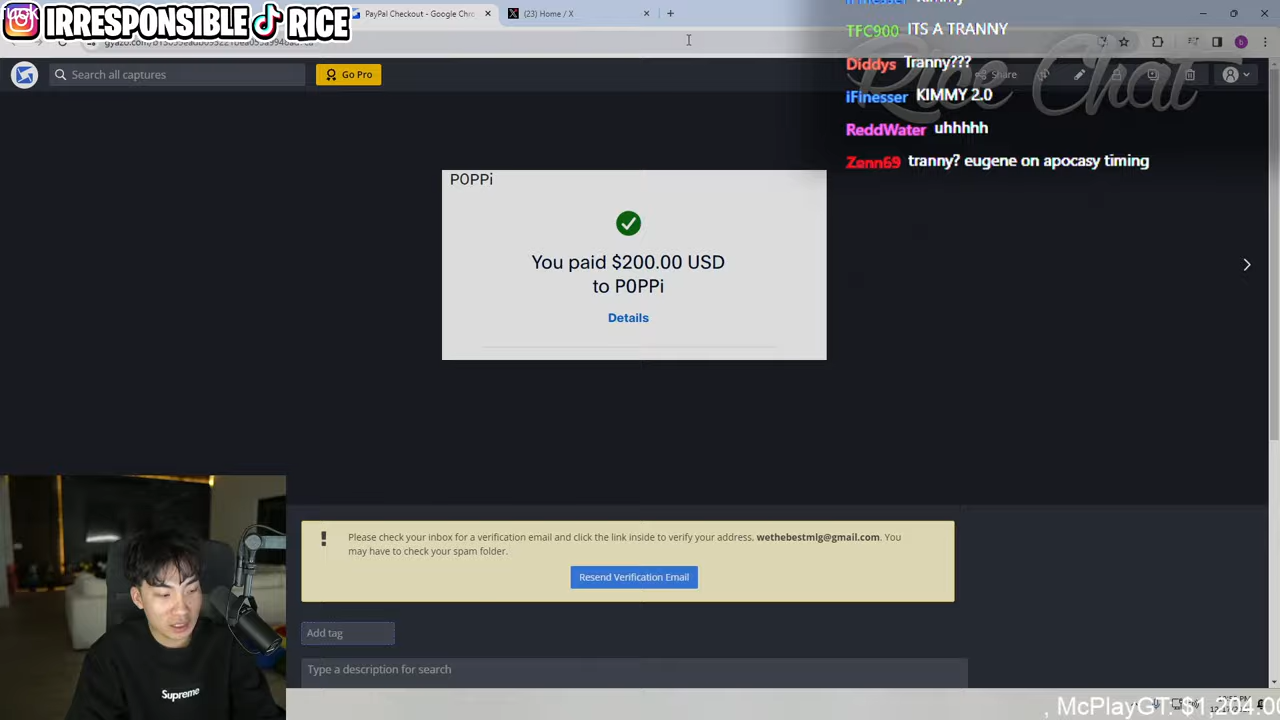 fuck
IRRESPONSIBLE RICE
PayPal Checkout - Google Chr
(23) Home / X
Search all captures
Go Pro
Share
Rice Chat
TFC900 ITS A TRANNY
Diddys Tranny???
iFinesser KIMMY 2.0
ReddWater uhhhhh
Zenn69 tranny? eugene on apocasy timing
P0PPi
You paid $200.00 USD
to P0PPi
Details
Please check your inbox for a verification email and click the link inside to verify your address, wethebestmlg@gmail.com. You
may have to check your spam folder.
Resend Verification Email
Add tag
Type a description for search
Supreme
, McPlayGT: $1,204.00